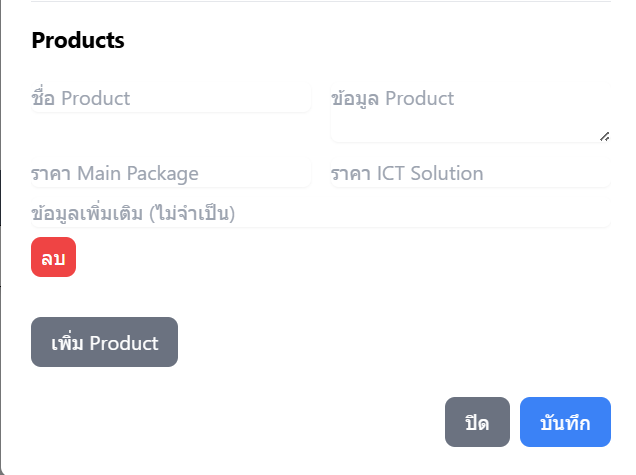 Products
ชื่อ Product
ข้อมูล Product
ราคา Main Package
ราคา ICT Solution
ข้อมูลเพิ่มเติม (ไม่จำเป็น)
ลบ
เพิ่ม Product
ปิด
บันทึก